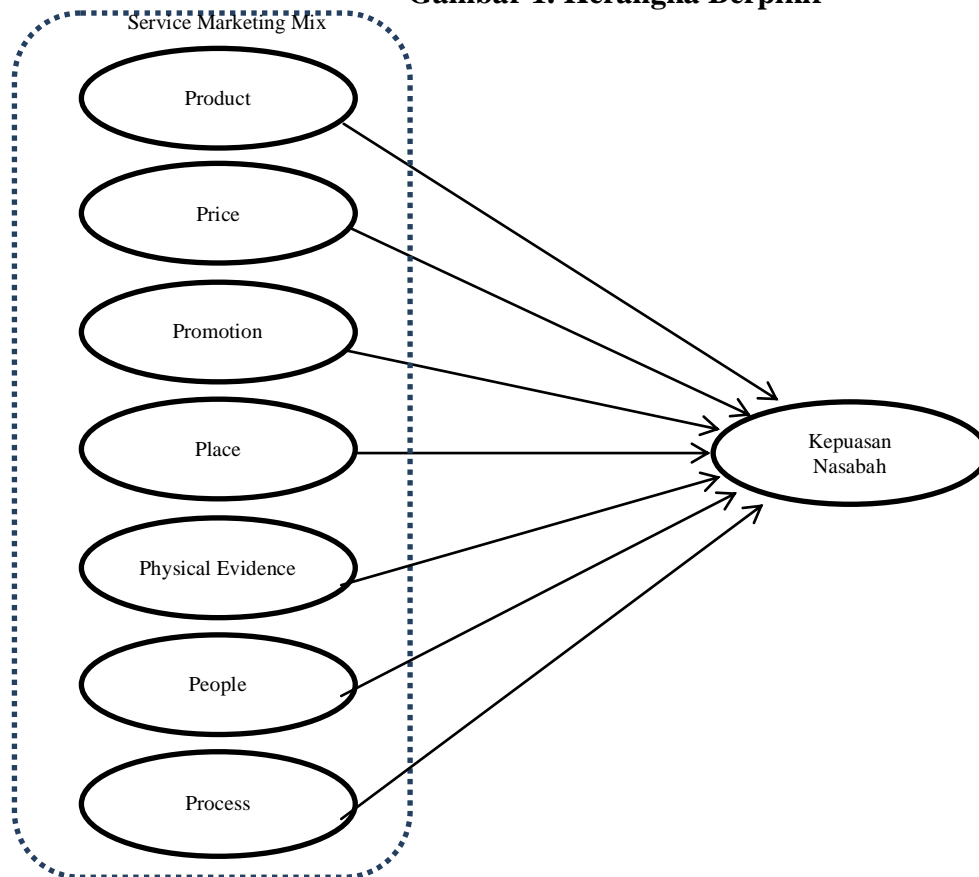 Gambar 1. Kerangka Berpikir
Service Marketing Mix
Product
Price
Promotion
Place
Kepuasan
Nasabah
Physical Evidence
People
Process